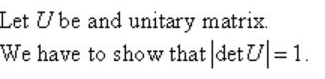 Let U be and unitary matrix.
We have to show that |det U| = 1.